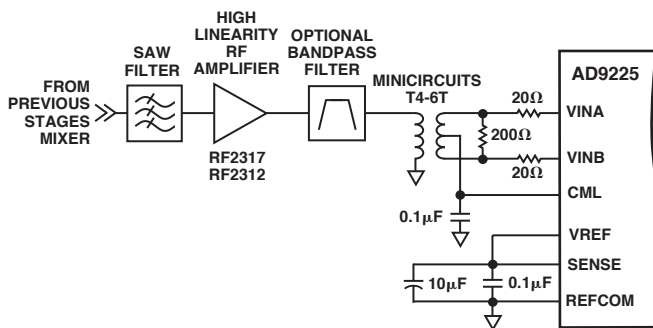 FROM
PREVIOUS
STAGES
MIXER
SAW
FILTER
HIGH
LINEARITY
RF
AMPLIFIER
RF2317
RF2312
OPTIONAL
BANDPASS
FILTER
MINICIRCUITS
T4-6T
20Ω
200Ω
20Ω
0.1μF
10μF
0.1μF
AD9225
VINA
VINB
CML
VREF
SENSE
REFCOM